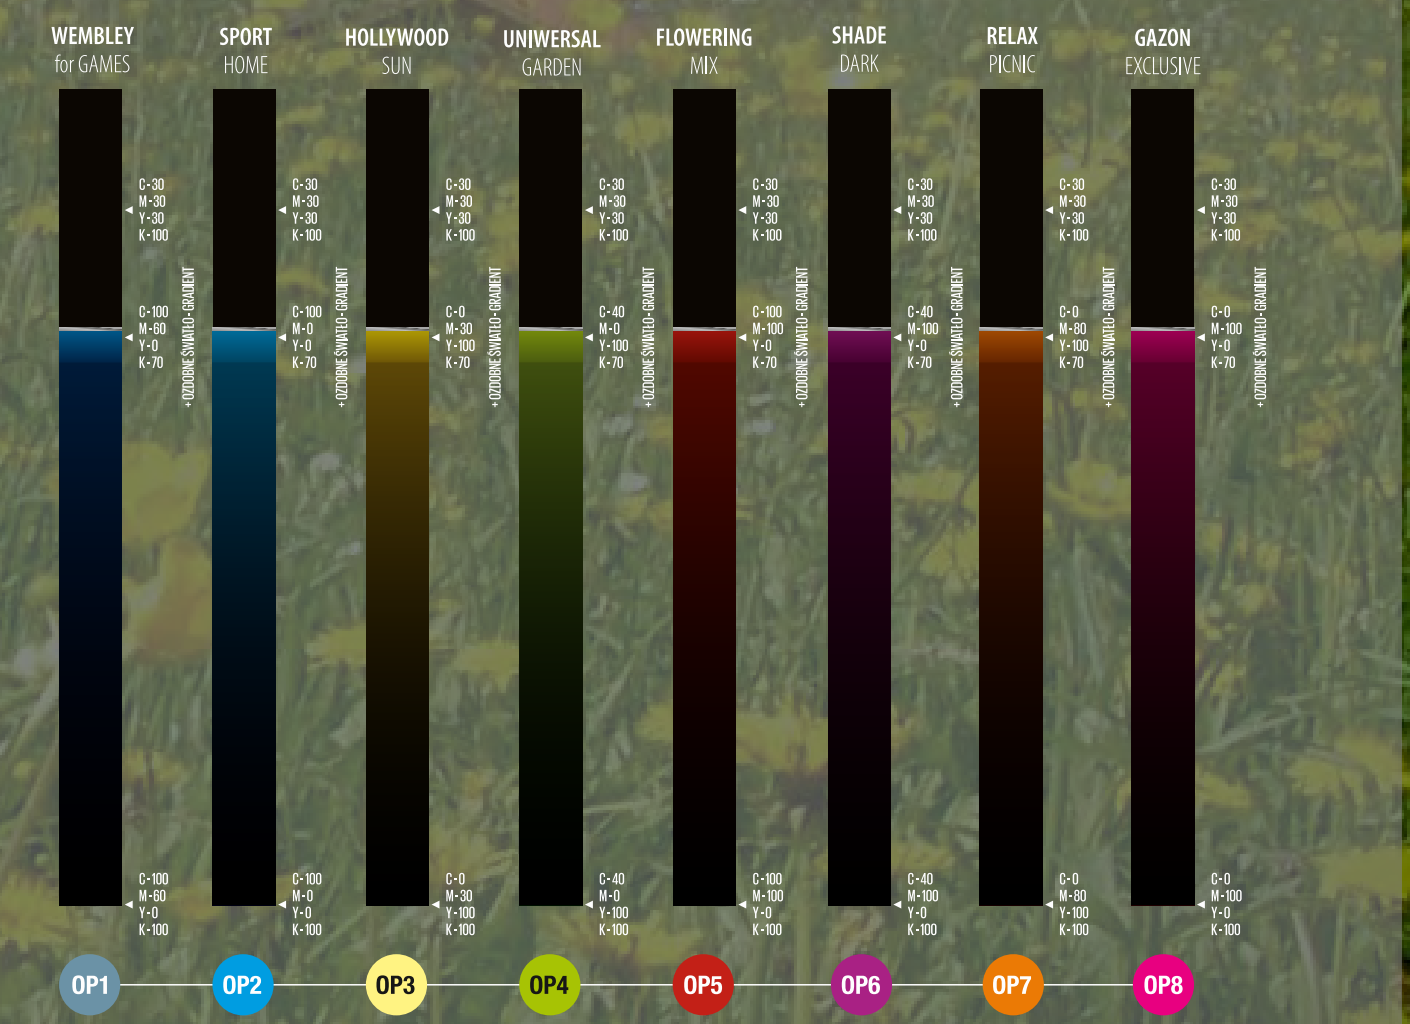 WEMBLEY
for GAMES
SPORT
HOME
HOLLYWOOD
SUN
UNIWERSAL
GARDEN
FLOWERING
MIX
SHADE
DARK
RELAX
PICNIC
GAZON
EXCLUSIVE
C-30
M-30
Y-30
K-100
C-30
M-30
Y-30
K-100
C-30
M-30
Y-30
K-100
C-30
M-30
Y-30
K-100
C-30
M-30
Y-30
K-100
C-30
M-30
Y-30
K-100
C-30
M-30
Y-30
K-100
C-30
M-30
Y-30
K-100
C-100
M-60
Y-0
K-70
+ OZDOBNE ŚWIATŁO - GRADIENT
C-100
M-0
Y-0
K-70
+ OZDOBNE ŚWIATŁO - GRADIENT
C-0
M-30
Y-100
K-70
+ OZDOBNE ŚWIATŁO - GRADIENT
C-40
M-0
Y-100
K-70
+ OZDOBNE ŚWIATŁO - GRADIENT
C-100
M-100
Y-0
K-70
+ OZDOBNE ŚWIATŁO - GRADIENT
C-40
M-100
Y-0
K-70
+ OZDOBNE ŚWIATŁO - GRADIENT
C-0
M-80
Y-100
K-70
+ OZDOBNE ŚWIATŁO - GRADIENT
C-0
M-100
Y-0
K-70
+ OZDOBNE ŚWIATŁO - GRADIENT
C-100
M-60
Y-0
K-100
C-100
M-0
Y-0
K-100
C-0
M-30
Y-100
K-100
C-40
M-0
Y-100
K-100
C-100
M-100
Y-0
K-100
C-40
M-100
Y-0
K-100
C-0
M-80
Y-100
K-100
C-0
M-100
Y-0
K-100
OP1
OP2
OP3
OP4
OP5
OP6
OP7
OP8